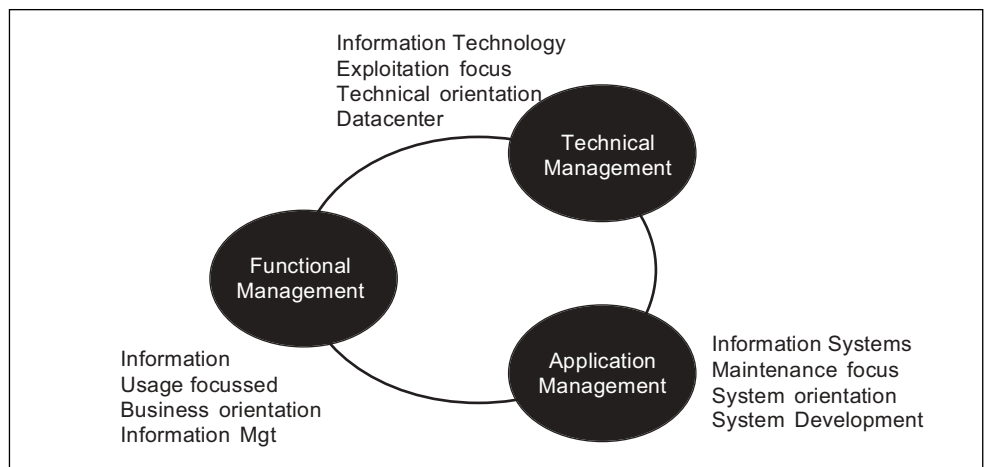 Information Technology
Exploitation focus
Technical orientation
Datacenter
Technical
Management
Functional
Management
Information
Usage focussed
Business orientation
Information Mgt
Application
Management
Information Systems
Maintenance focus
System orientation
System Development